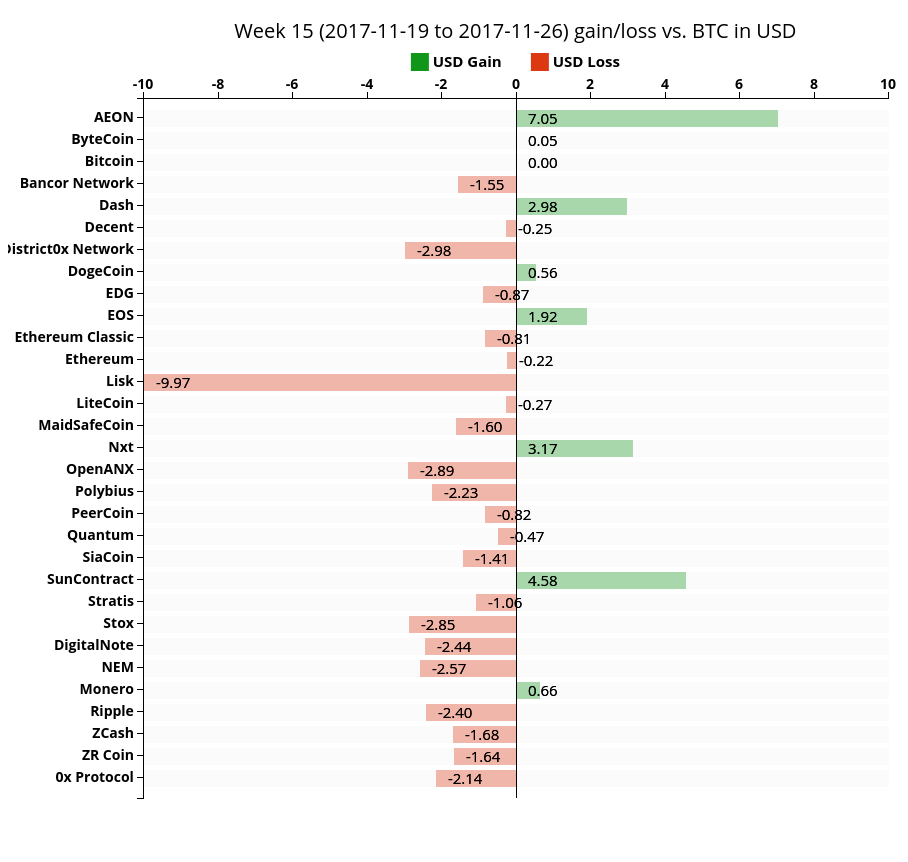 Week 15 (2017-11-19 to 2017-11-26) gain/loss vs. BTC in USD
USD Gain USD Loss
-10 -8 -6 -4 -2 0 2 4 6 8 10
AEON 7.05
ByteCoin 0.05
Bitcoin 0.00
Bancor Network -1.55
Dash 2.98
Decent -0.25
District0x Network -2.98
DogeCoin 0.56
EDG -0.87
EOS 1.92
Ethereum Classic -0.81
Ethereum -0.22
Lisk -9.97
LiteCoin -0.27
MaidSafeCoin -1.60
Nxt 3.17
OpenANX -2.89
Polybius -2.23
PeerCoin -0.82
Quantum -0.47
SiaCoin -1.41
SunContract 4.58
Stratis -1.06
Stox -2.85
DigitalNote -2.44
NEM -2.57
Monero 0.66
Ripple -2.40
ZCash -1.68
ZR Coin -1.64
0x Protocol -2.14